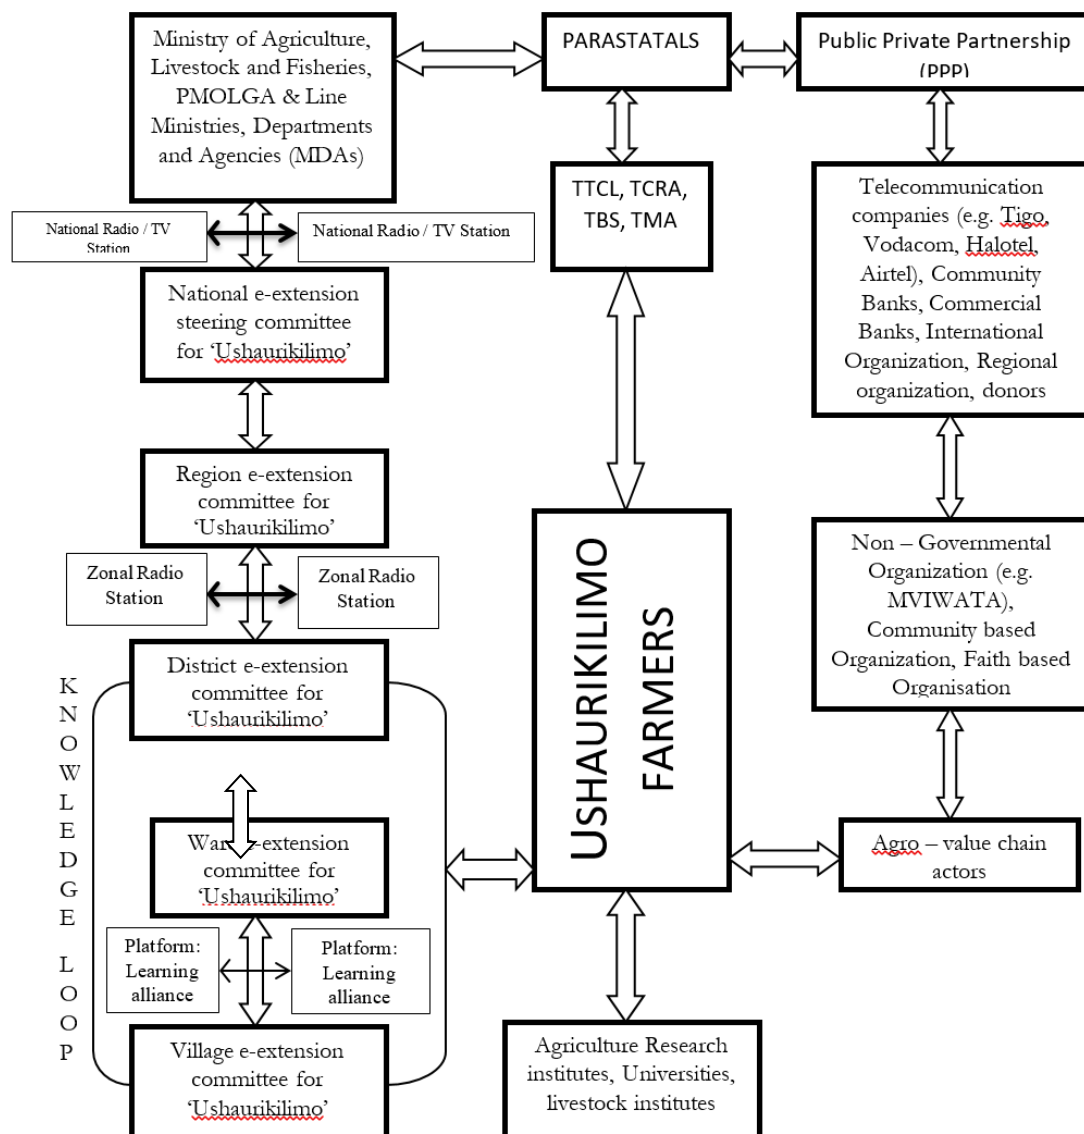 Ministry of Agriculture,
Livestock and Fisheries,
PMOLGA & Line
Ministries, Departments
and Agencies (MDAs)
PARASTATALS
Public Private Partnership
(PPP)
TTCL, TCRA,
TBS, TMA
Telecommunication
companies (e.g. Tigo,
Vodacom, Halotel,
Airtel), Community
Banks, Commercial
Banks, International
Organization, Regional
organization, donors
National Radio / TV
Station
National Radio / TV Station
National e-extension
steering committee
for ‘Ushaurikilimo’
Region e-extension
committee for
‘Ushaurikilimo’
Zonal Radio
Station
Zonal Radio
Station
District e-extension
committee for
‘Ushaurikilimo’
KNOWLEDGE LOOP
Ward e-extension
committee for
‘Ushaurikilimo’
Platform:
Learning
alliance
Platform:
Learning
alliance
Village e-extension
committee for
‘Ushaurikilimo’
USHAURIKILIMO
FARMERS
Non – Governmental
Organization (e.g.
MVIWATA),
Community based
Organization, Faith based
Organisation
Agro – value chain
actors
Agriculture Research
institutes, Universities,
livestock institutes